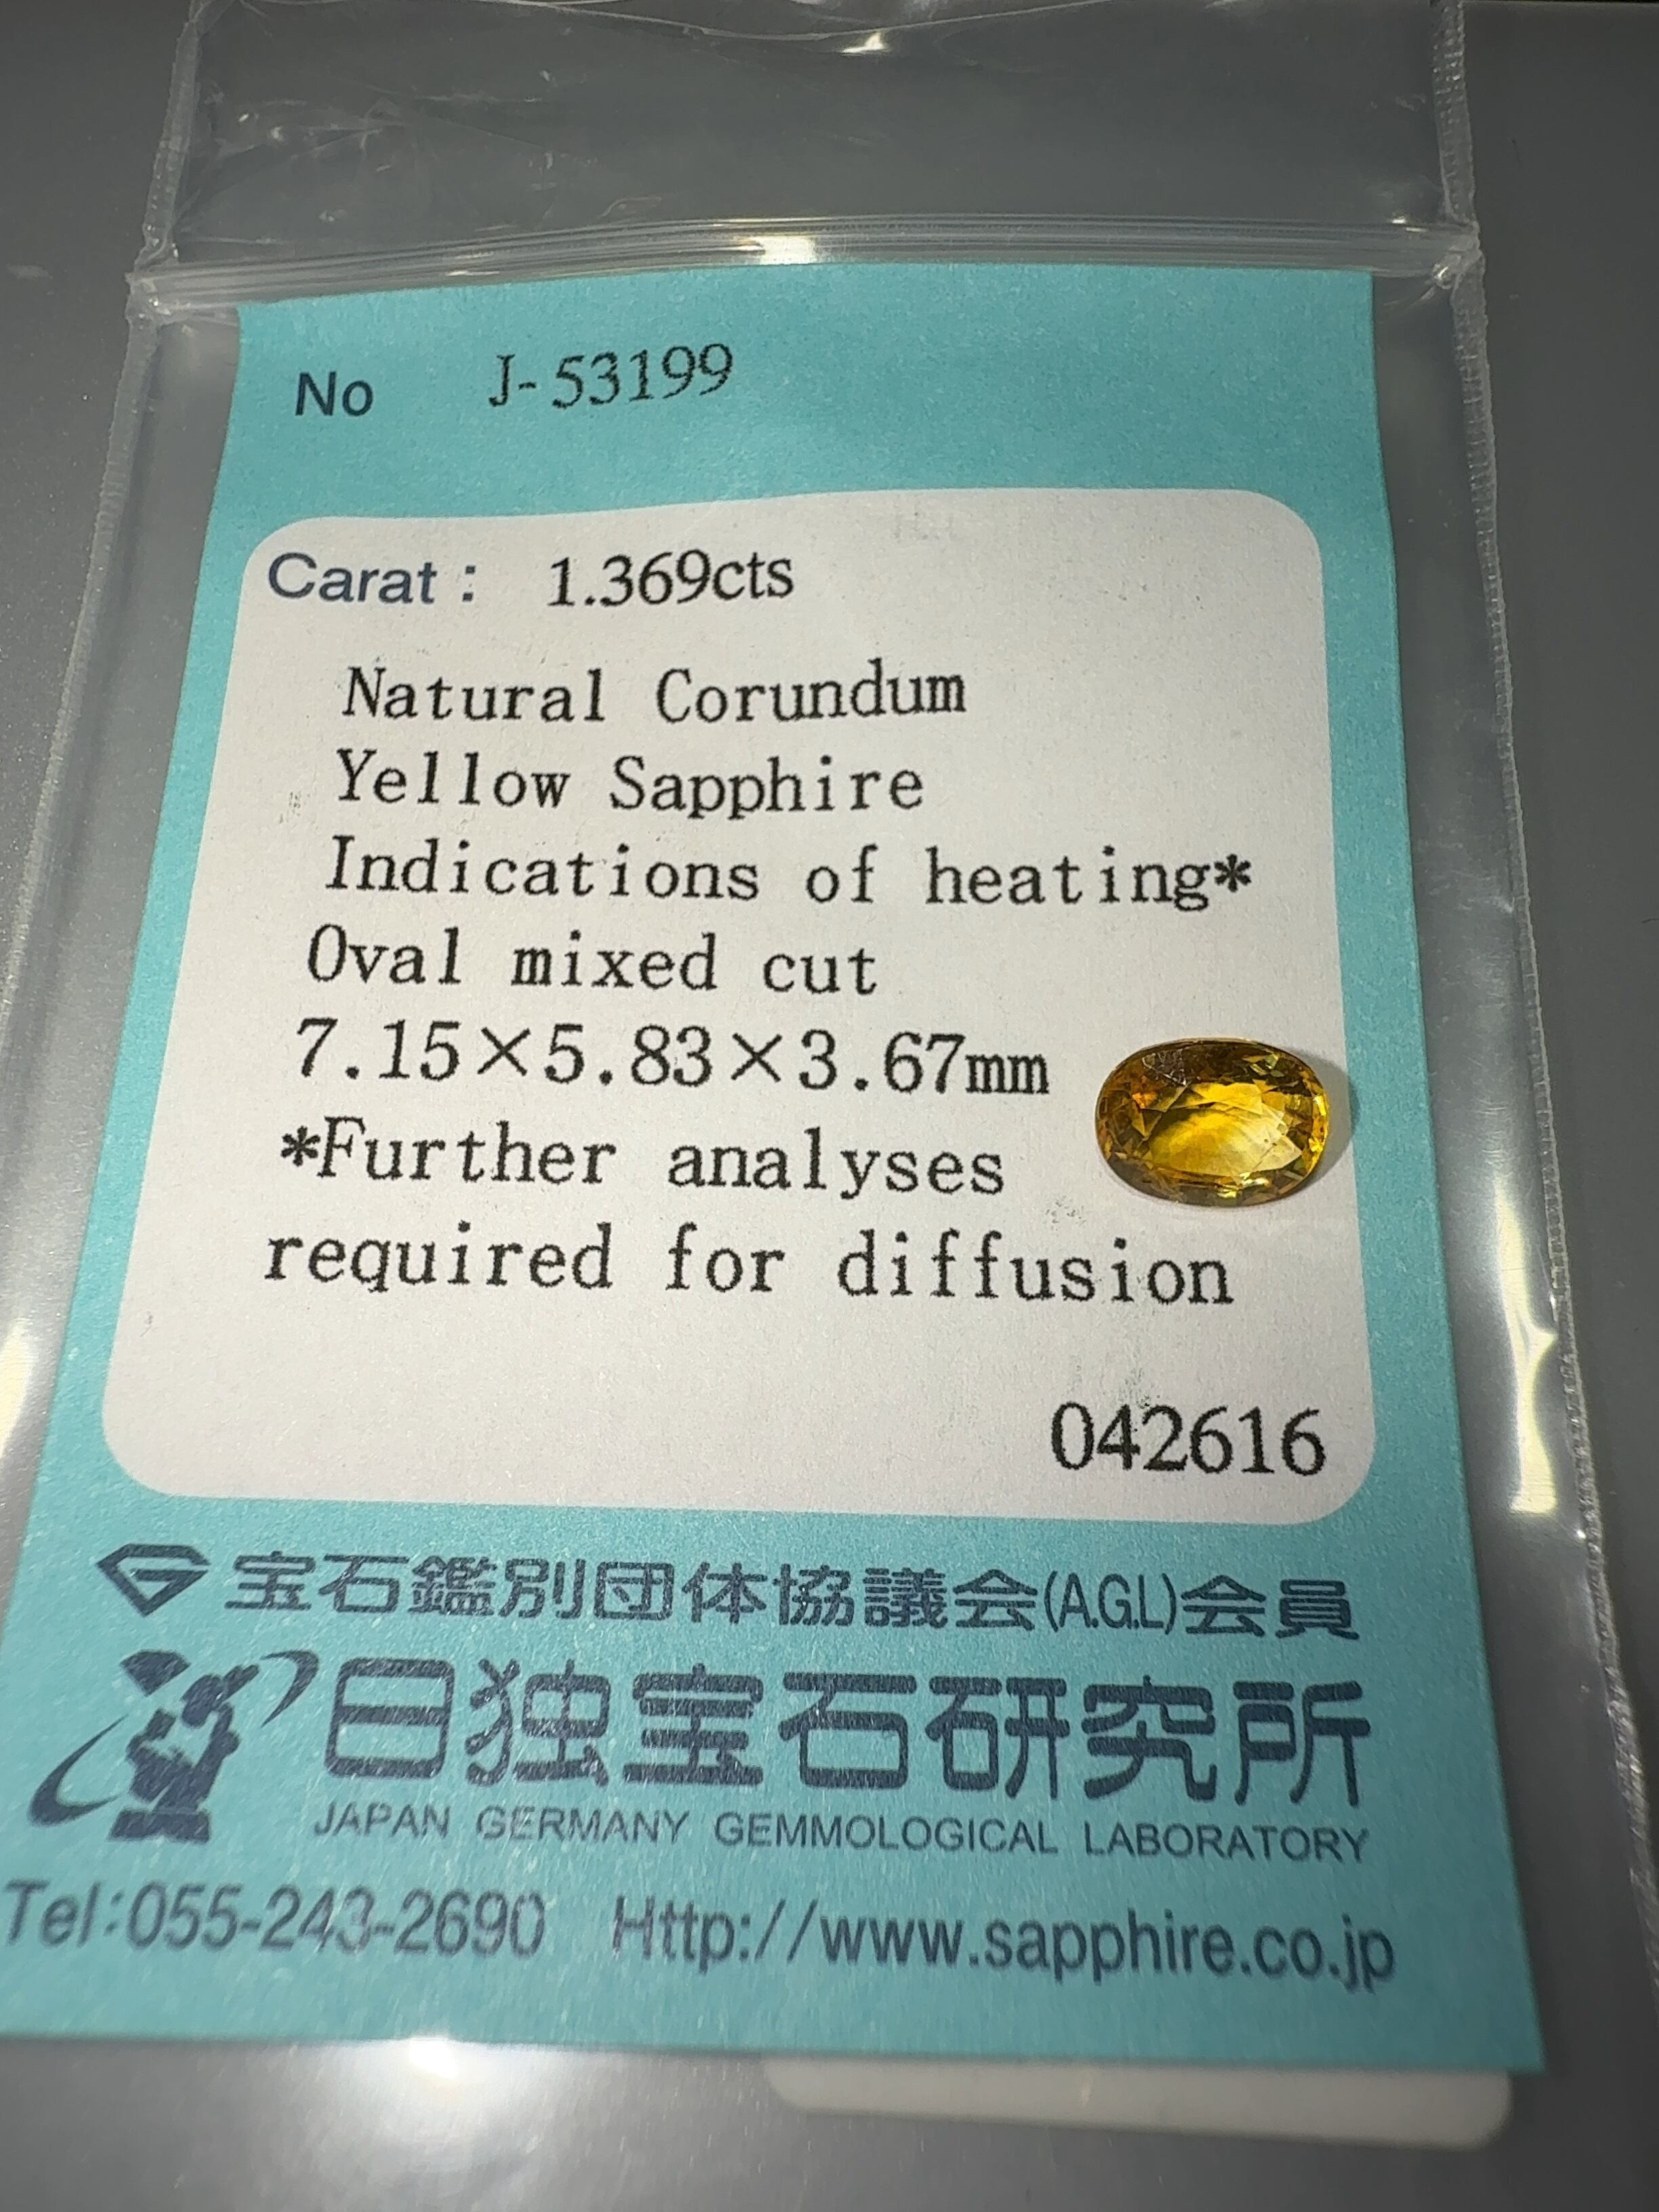 No J-53199
Carat : 1.369cts
Natural Corundum
Yellow Sapphire
Indications of heating*
Oval mixed cut
7.15×5.83×3.67mm
*Further analyses
required for diffusion
042616
宝石鑑別団体協議会(A.G.L)会員
日独宝石研究所
JAPAN GERMANY GEMMOLOGICAL LABORATORY
Tel:055-243-2690 Http://www.sapphire.co.jp